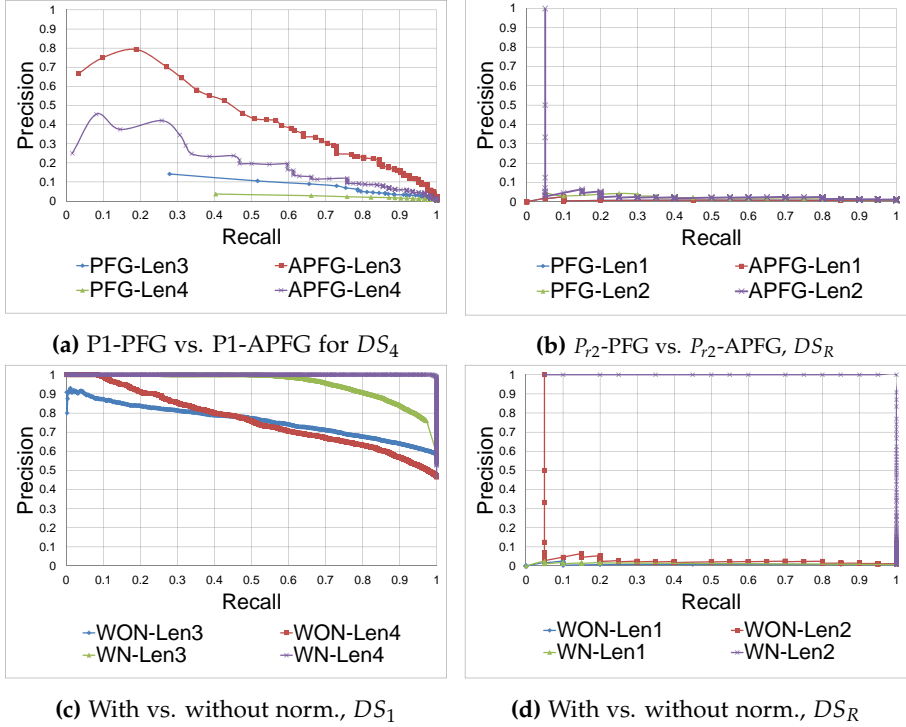 1
0.9
0.8
0.7
0.6
0.5
0.4
0.3
0.2
0.1
0
Precision
0 0.1 0.2 0.3 0.4 0.5 0.6 0.7 0.8 0.9 1
Recall
PFG-Len3 APFG-Len3
PFG-Len4 APFG-Len4
(a) P1-PFG vs. P1-APFG for DS4
1
0.9
0.8
0.7
0.6
0.5
0.4
0.3
0.2
0.1
0
Precision
0 0.1 0.2 0.3 0.4 0.5 0.6 0.7 0.8 0.9 1
Recall
PFG-Len1 APFG-Len1
PFG-Len2 APFG-Len2
(b) Pr2-PFG vs. Pr2-APFG, DSR
1
0.9
0.8
0.7
0.6
0.5
0.4
0.3
0.2
0.1
0
Precision
0 0.1 0.2 0.3 0.4 0.5 0.6 0.7 0.8 0.9 1
Recall
WON-Len3 WON-Len4
WN-Len3 WN-Len4
(c) With vs. without norm., DS1
1
0.9
0.8
0.7
0.6
0.5
0.4
0.3
0.2
0.1
0
Precision
0 0.1 0.2 0.3 0.4 0.5 0.6 0.7 0.8 0.9 1
Recall
WON-Len1 WON-Len2
WN-Len1 WN-Len2
(d) With vs. without norm., DSR